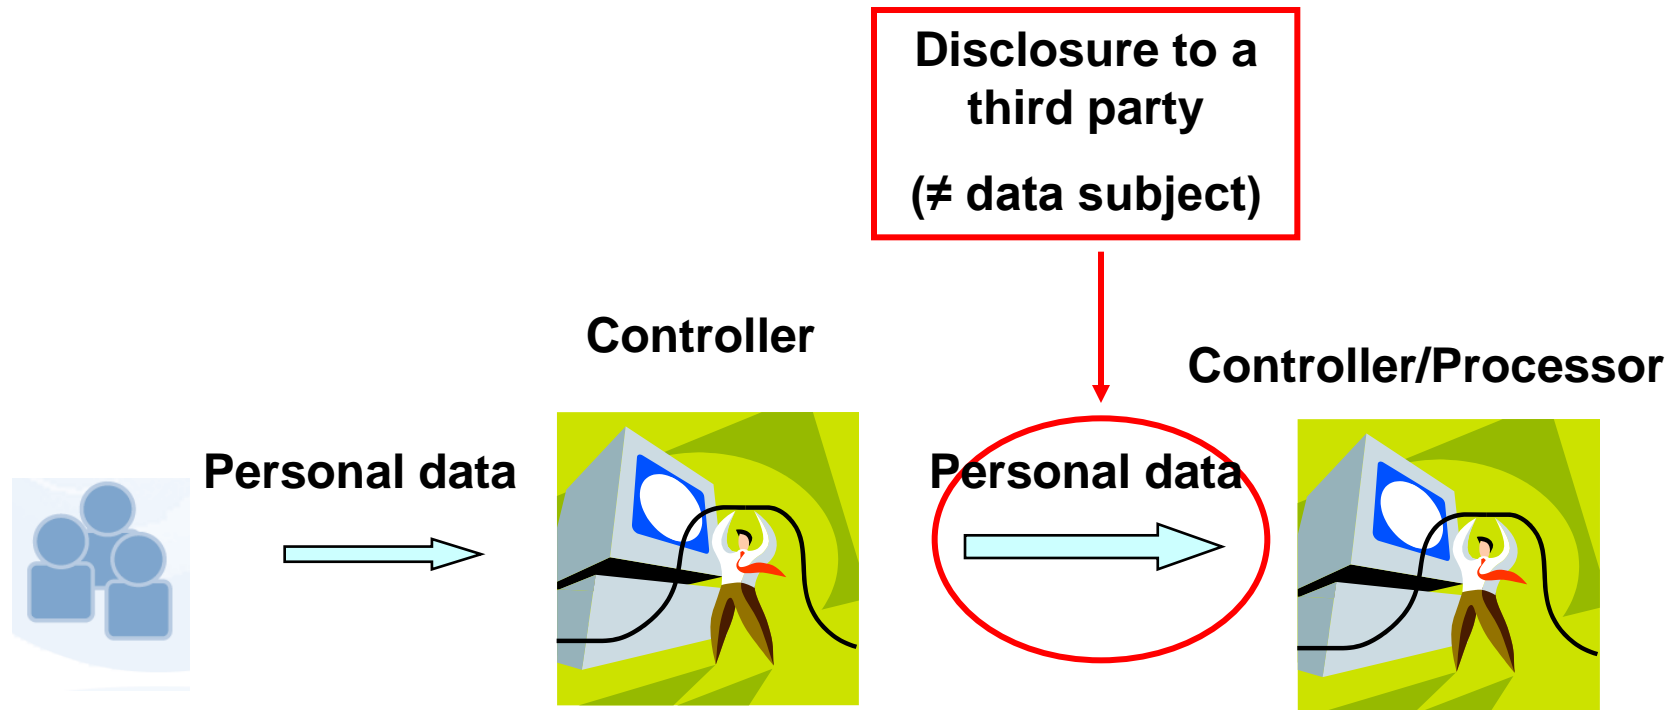 Disclosure to a
third party
(≠ data subject)
Controller
Controller/Processor
Personal data
Personal data